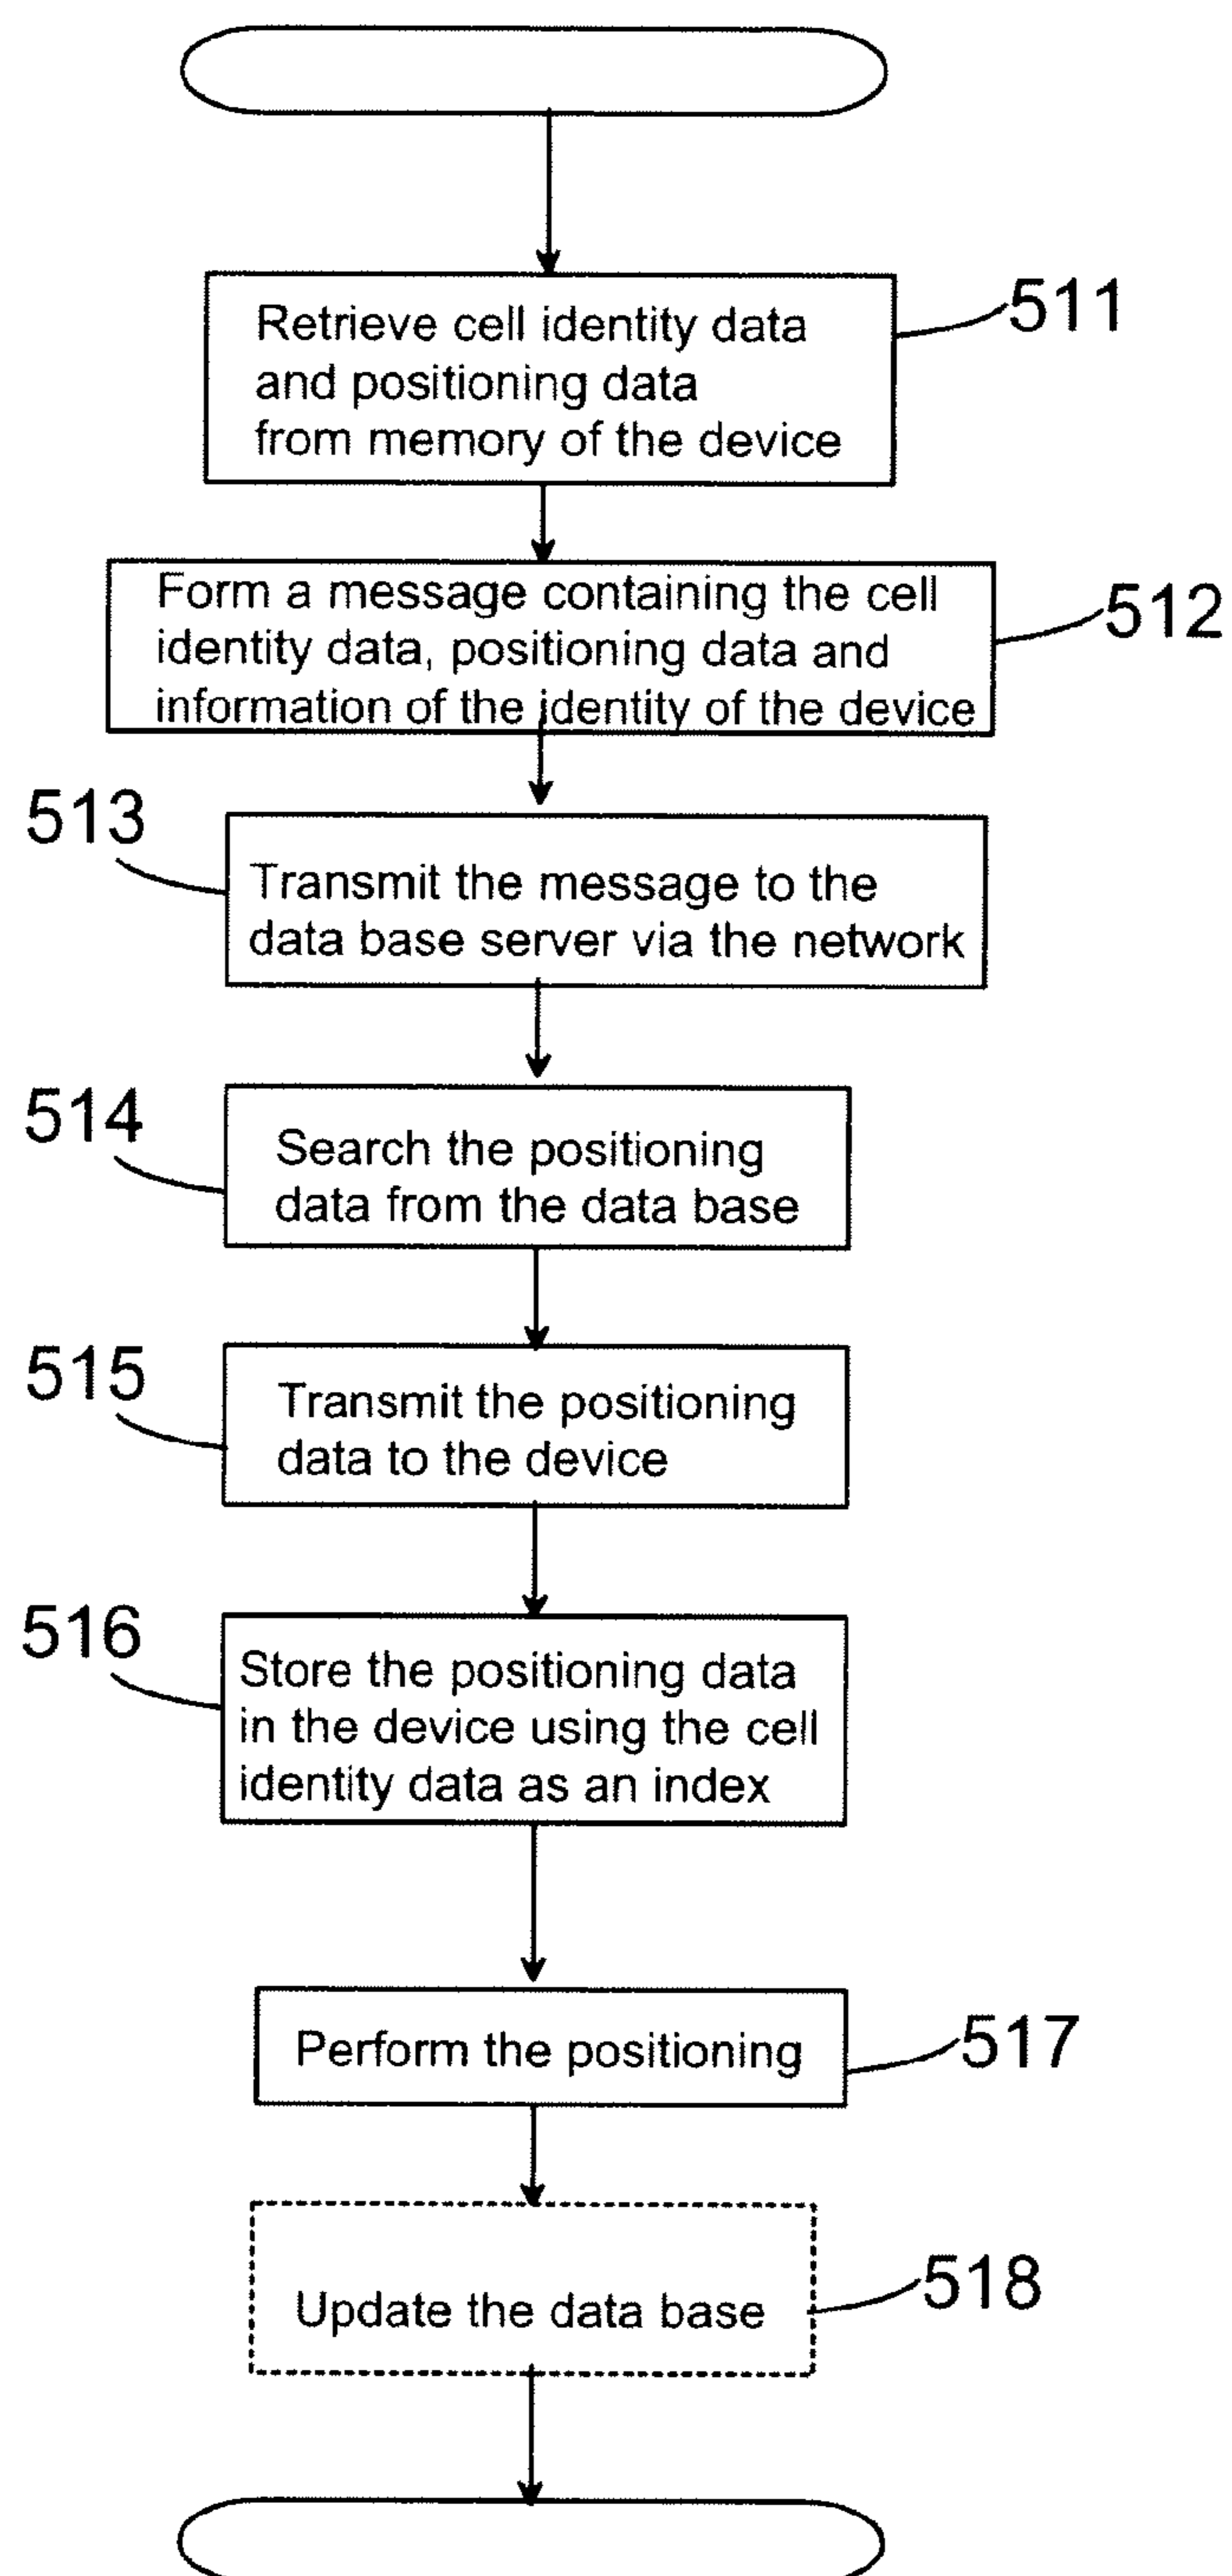 Retrieve cell identity data
and positioning data
from memory of the device
511
Form a message containing the cell
identity data, positioning data and
information of the identity of the device
512
513
Transmit the message to the
data base server via the network
514
Search the positioning
data from the data base
515
Transmit the positioning
data to the device
516
Store the positioning data
in the device using the cell
identity data as an index
Perform the positioning
517
Update the data base
518